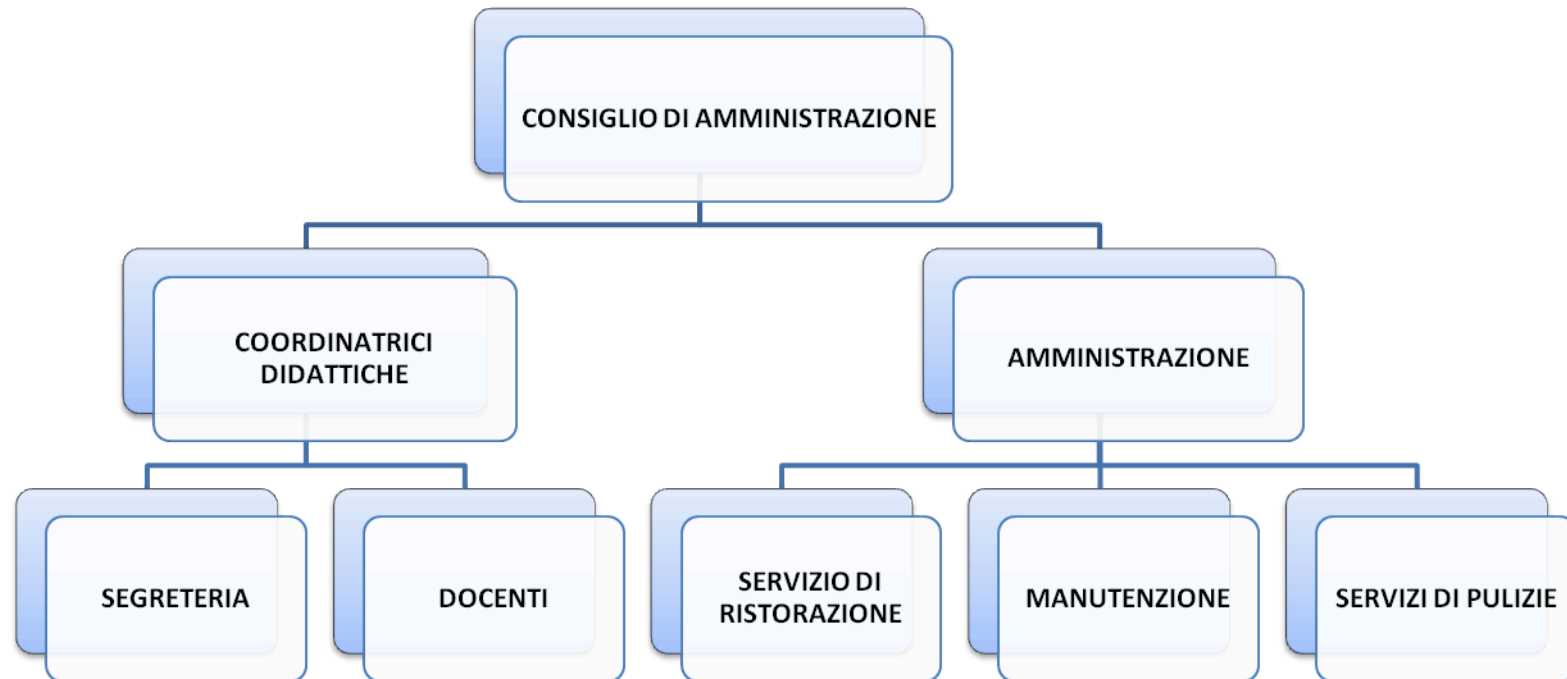 CONSIGLIO DI AMMINISTRAZIONE
COORDINATRICI
DIDATTICHE
AMMINISTRAZIONE
SEGRETERIA
DOCENTI
SERVIZIO DI
RISTORAZIONE
MANUTENZIONE
SERVIZI DI PULIZIE